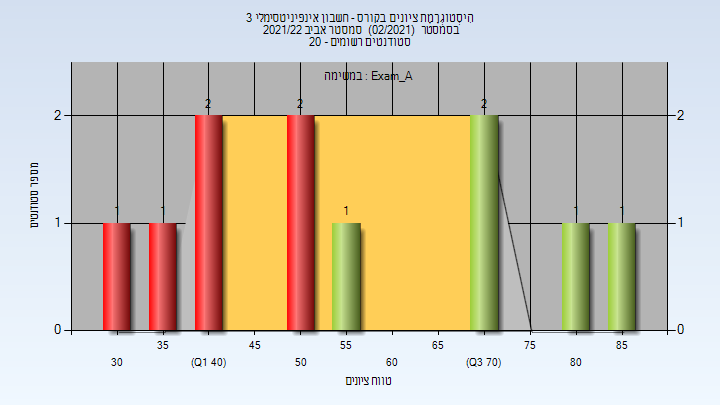 היסטוגרמת ציונים בקורס - חשבון אינפיניטסימלי 3
בסמסטר (02/2021) סמסטר אביב 2021/22
סטודנטים רשומים - 20
במשימה : Exam_A
2 2 2
2 2
מספר סטודנטים
1 1 1 1 1
1 1
0 0
35 45 55 65 75 85
30 (Q1 40) 50 60 (Q3 70) 80
טווח ציונים